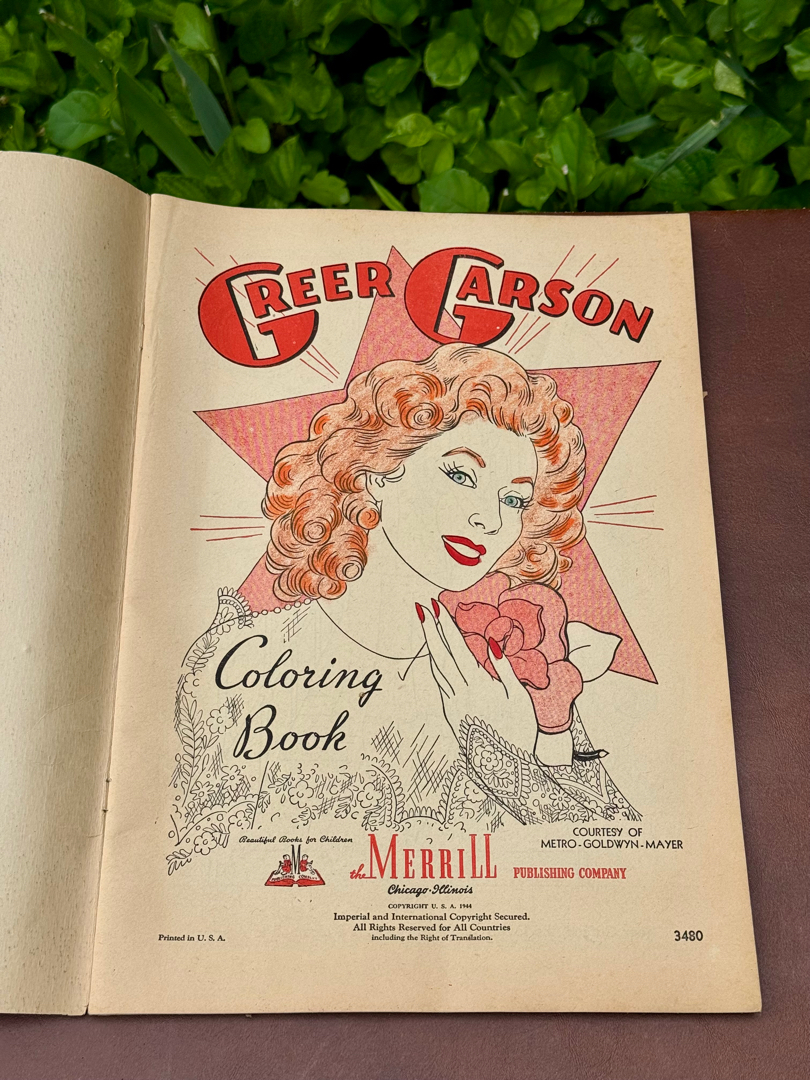 GREER GARSON
Coloring
Book
Beautiful Books for Children
the MERRILL PUBLISHING COMPANY
Chicago·Illinois
COURTESY OF
METRO-GOLDWYN-MAYER
COPYRIGHT U. S. A. 1944
Imperial and International Copyright Secured.
All Rights Reserved for All Countries
including the Right of Translation.
Printed in U. S. A.
3480